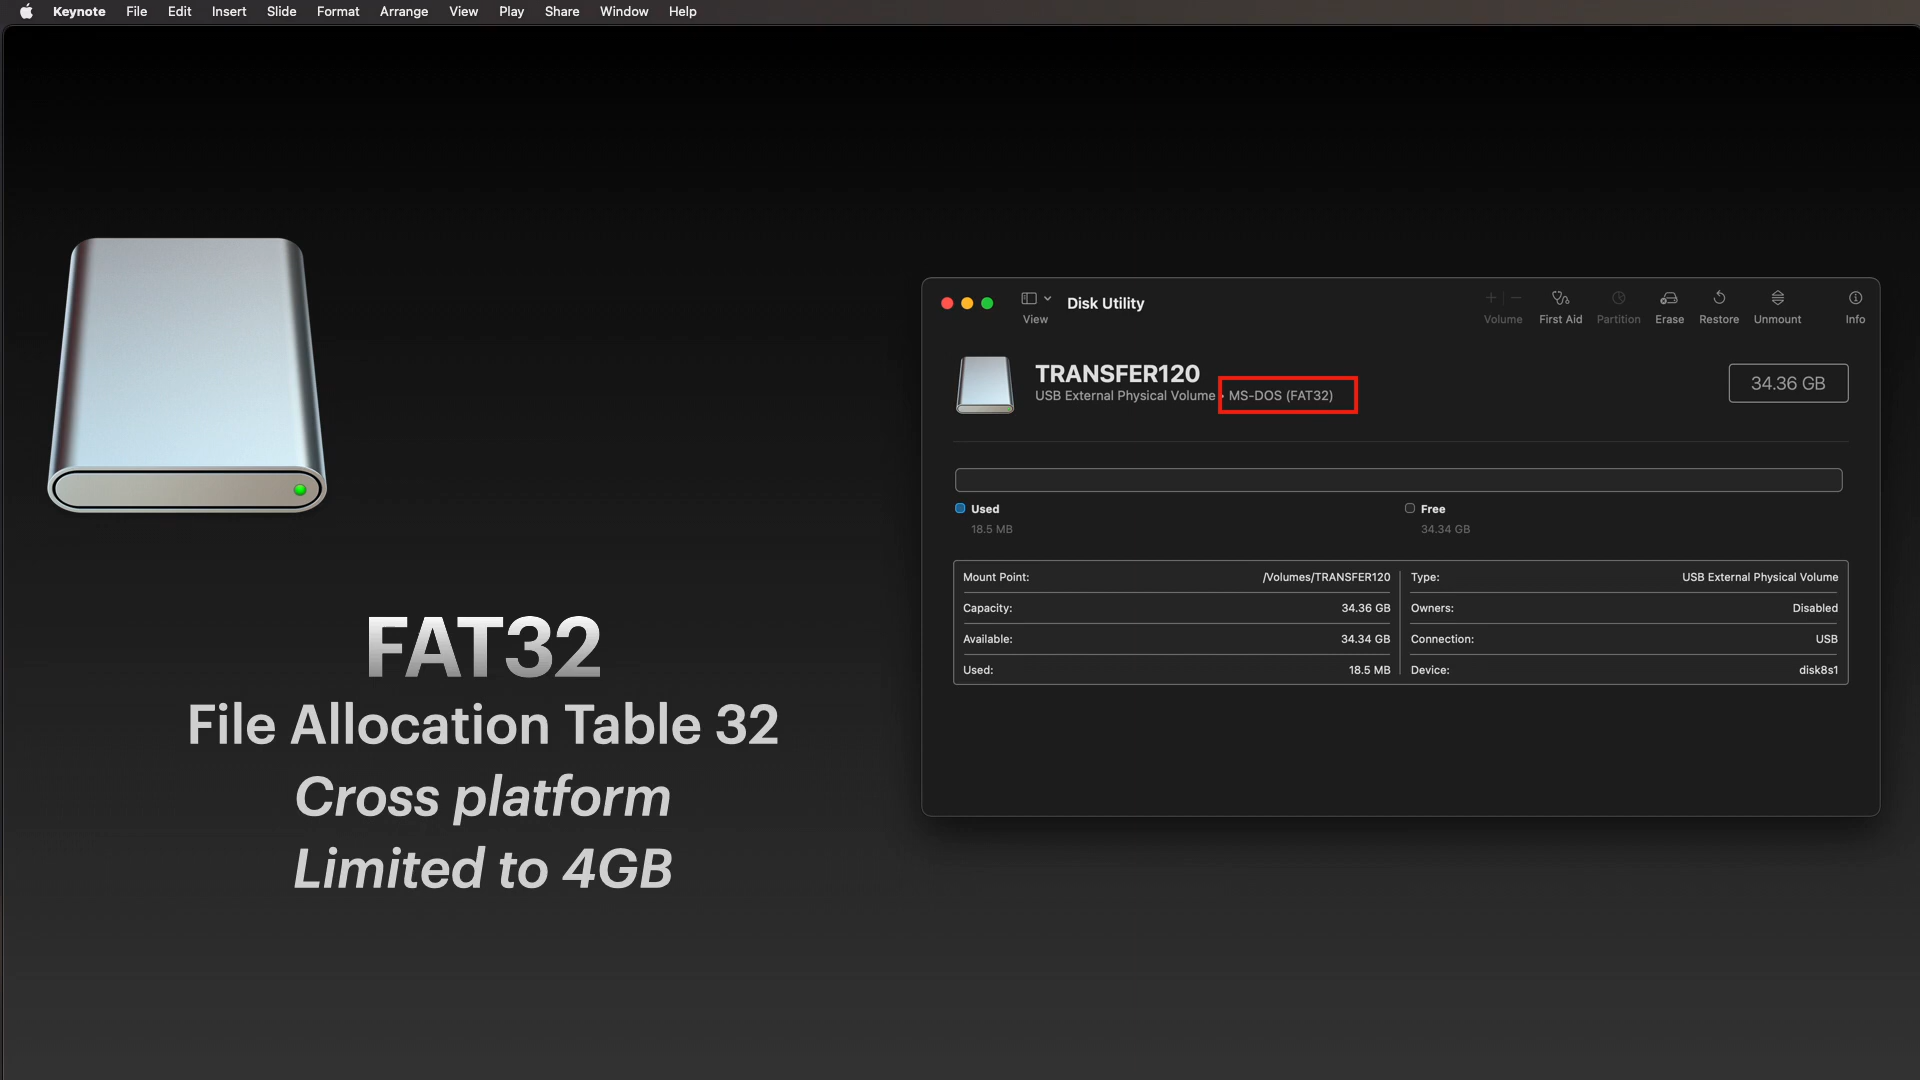 Keynote File Edit Insert Slide Format Arrange View Play Share Window Help
FAT32
File Allocation Table 32
Cross platform
Limited to 4GB
View
Disk Utility
Volume First Aid Partition Erase Restore Unmount Info
TRANSFER120
USB External Physical Volume • MS-DOS (FAT32)
34.36 GB
Used
18.5 MB
Free
34.34 GB
Mount Point: /Volumes/TRANSFER120
Capacity: 34.36 GB
Available: 34.34 GB
Used: 18.5 MB
Type: USB External Physical Volume
Owners: Disabled
Connection: USB
Device: disk8s1